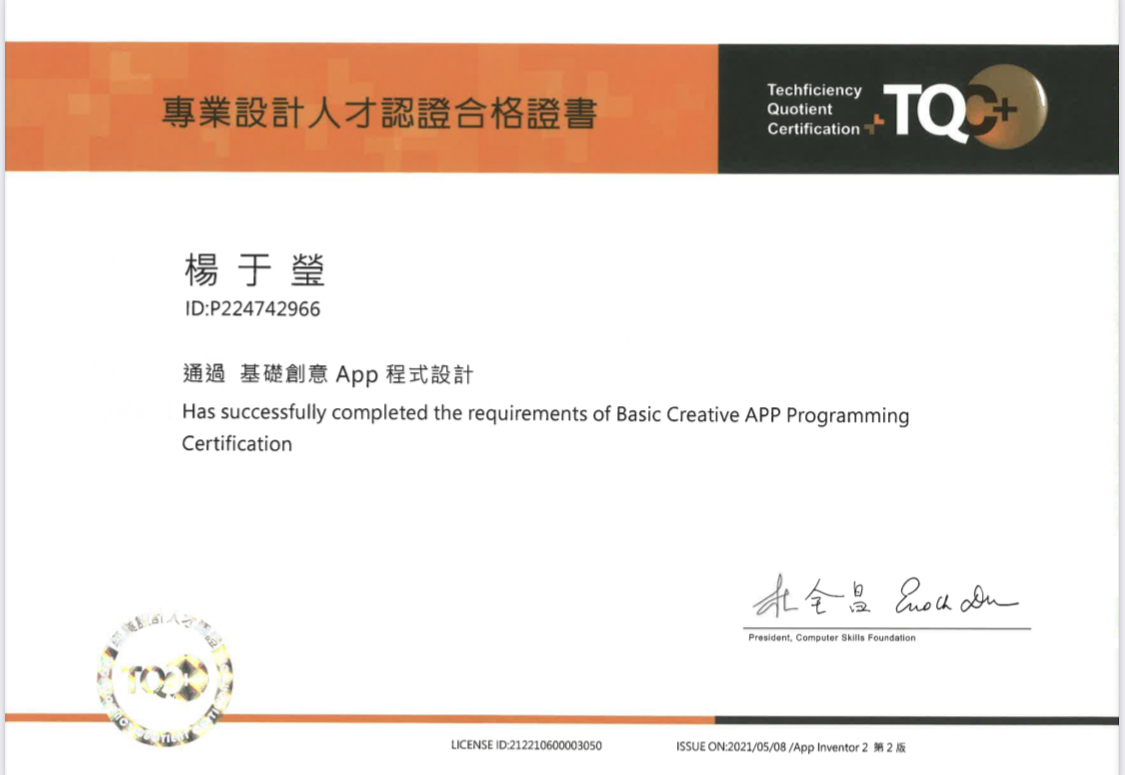 專業設計人才認證合格證書
Techficiency
Quotient
Certification
TQC+
楊于瑩
ID:P224742966
通過 基礎創意 App 程式設計
Has successfully completed the requirements of Basic Creative APP Programming
Certification
杜全昌 Enoch Du
President, Computer Skills Foundation
TQC+
LICENSE ID:212210600003050
ISSUE ON:2021/05/08 /App Inventor 2 第 2 版